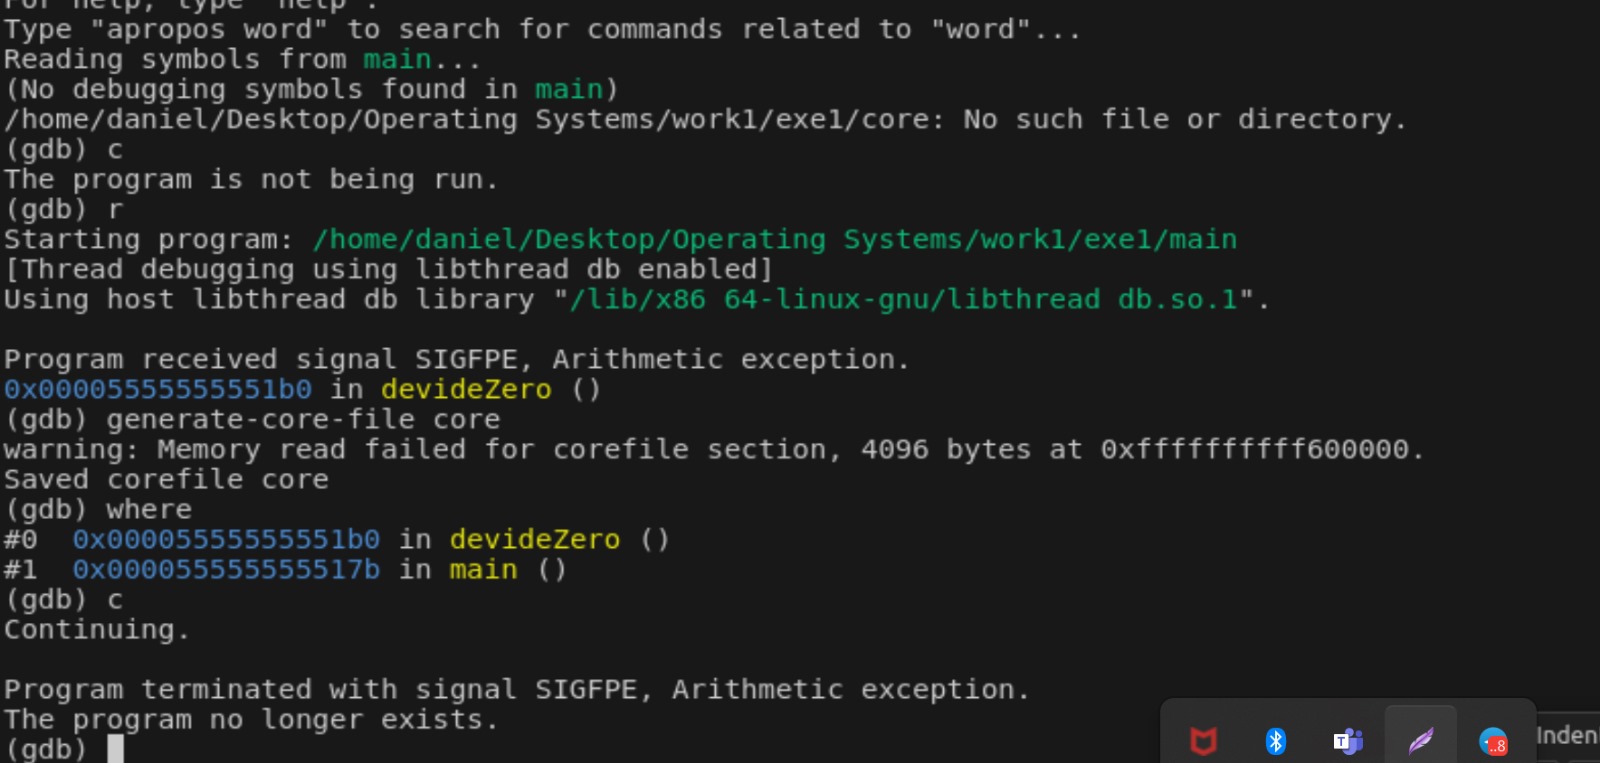 For help, type "help".
Type "apropos word" to search for commands related to "word"...
Reading symbols from main...
(No debugging symbols found in main)
/home/daniel/Desktop/Operating Systems/work1/exe1/core: No such file or directory.
(gdb) c
The program is not being run.
(gdb) r
Starting program: /home/daniel/Desktop/Operating Systems/work1/exe1/main
[Thread debugging using libthread db enabled]
Using host libthread db library "/lib/x86 64-linux-gnu/libthread db.so.1".
Program received signal SIGFPE, Arithmetic exception.
0x00005555555551b0 in devideZero ()
(gdb) generate-core-file core
warning: Memory read failed for corefile section, 4096 bytes at 0xffffffffff600000.
Saved corefile core
(gdb) where
#0  0x00005555555551b0 in devideZero ()
#1  0x000055555555517b in main ()
(gdb) c
Continuing.
Program terminated with signal SIGFPE, Arithmetic exception.
The program no longer exists.
(gdb)
T
..8
Inden